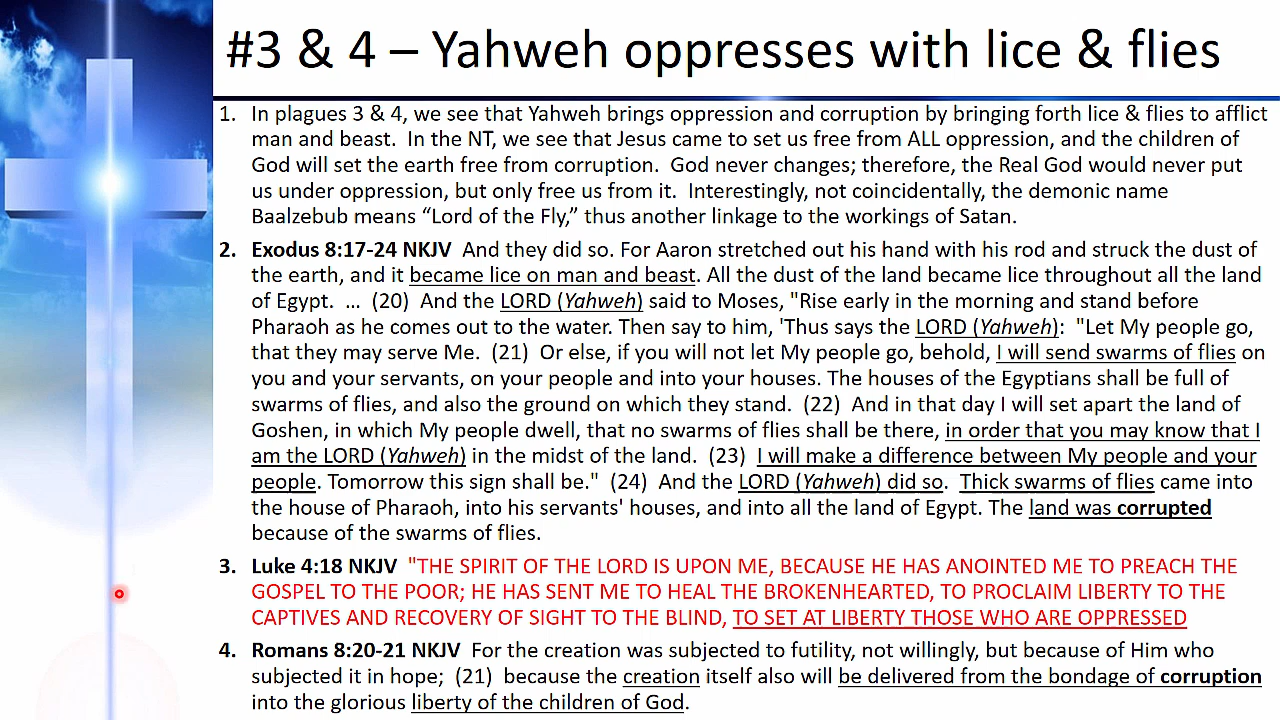 #3 & 4 – Yahweh oppresses with lice & flies
1. In plagues 3 & 4, we see that Yahweh brings oppression and corruption by bringing forth lice & flies to afflict
man and beast.  In the NT, we see that Jesus came to set us free from ALL oppression, and the children of
God will set the earth free from corruption.  God never changes; therefore, the Real God would never put
us under oppression, but only free us from it.  Interestingly, not coincidentally, the demonic name
Baalzebub means “Lord of the Fly,” thus another linkage to the workings of Satan.
2. Exodus 8:17-24 NKJV  And they did so. For Aaron stretched out his hand with his rod and struck the dust of
the earth, and it became lice on man and beast. All the dust of the land became lice throughout all the land
of Egypt.  …  (20)  And the LORD (Yahweh) said to Moses, "Rise early in the morning and stand before
Pharaoh as he comes out to the water. Then say to him, 'Thus says the LORD (Yahweh):  "Let My people go,
that they may serve Me.  (21)  Or else, if you will not let My people go, behold, I will send swarms of flies on
you and your servants, on your people and into your houses. The houses of the Egyptians shall be full of
swarms of flies, and also the ground on which they stand.  (22)  And in that day I will set apart the land of
Goshen, in which My people dwell, that no swarms of flies shall be there, in order that you may know that I
am the LORD (Yahweh) in the midst of the land.  (23)  I will make a difference between My people and your
people. Tomorrow this sign shall be."  (24)  And the LORD (Yahweh) did so.  Thick swarms of flies came into
the house of Pharaoh, into his servants' houses, and into all the land of Egypt. The land was corrupted
because of the swarms of flies.
3. Luke 4:18 NKJV  "THE SPIRIT OF THE LORD IS UPON ME, BECAUSE HE HAS ANOINTED ME TO PREACH THE
GOSPEL TO THE POOR; HE HAS SENT ME TO HEAL THE BROKENHEARTED, TO PROCLAIM LIBERTY TO THE
CAPTIVES AND RECOVERY OF SIGHT TO THE BLIND, TO SET AT LIBERTY THOSE WHO ARE OPPRESSED
4. Romans 8:20-21 NKJV  For the creation was subjected to futility, not willingly, but because of Him who
subjected it in hope;  (21)  because the creation itself also will be delivered from the bondage of corruption
into the glorious liberty of the children of God.